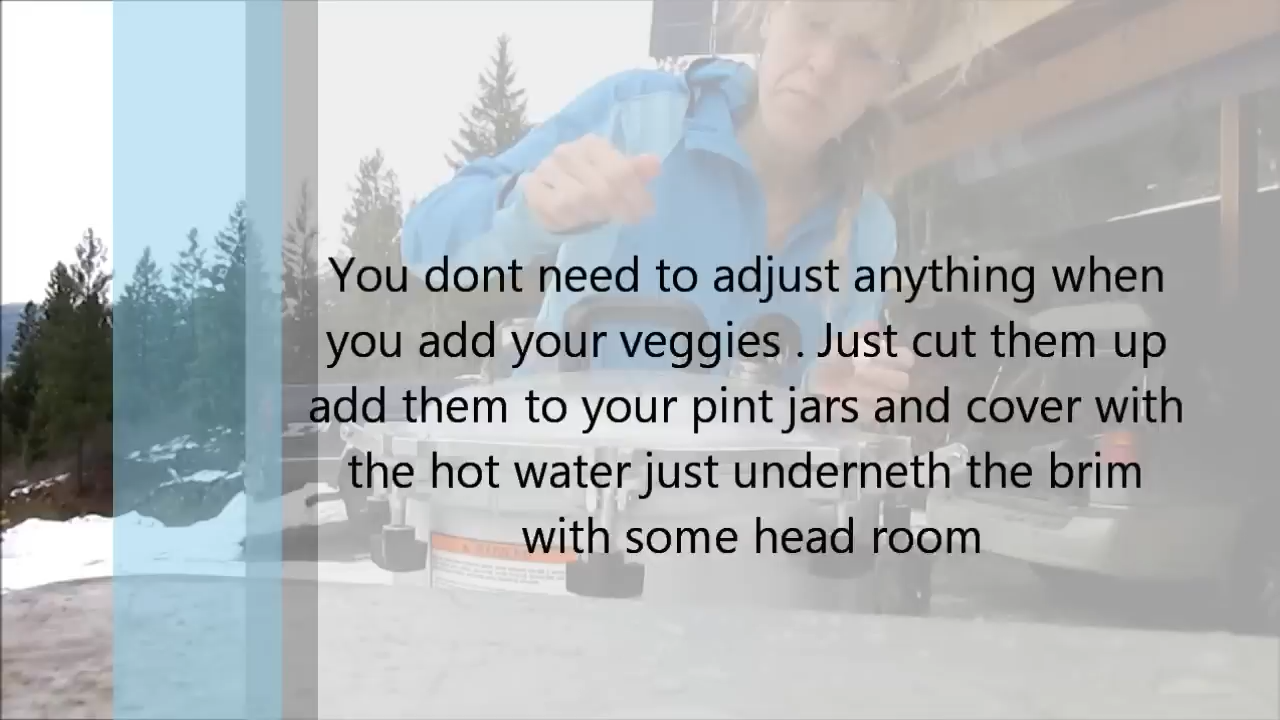 You dont need to adjust anything when
you add your veggies . Just cut them up
add them to your pint jars and cover with
the hot water just underneth the brim
with some head room